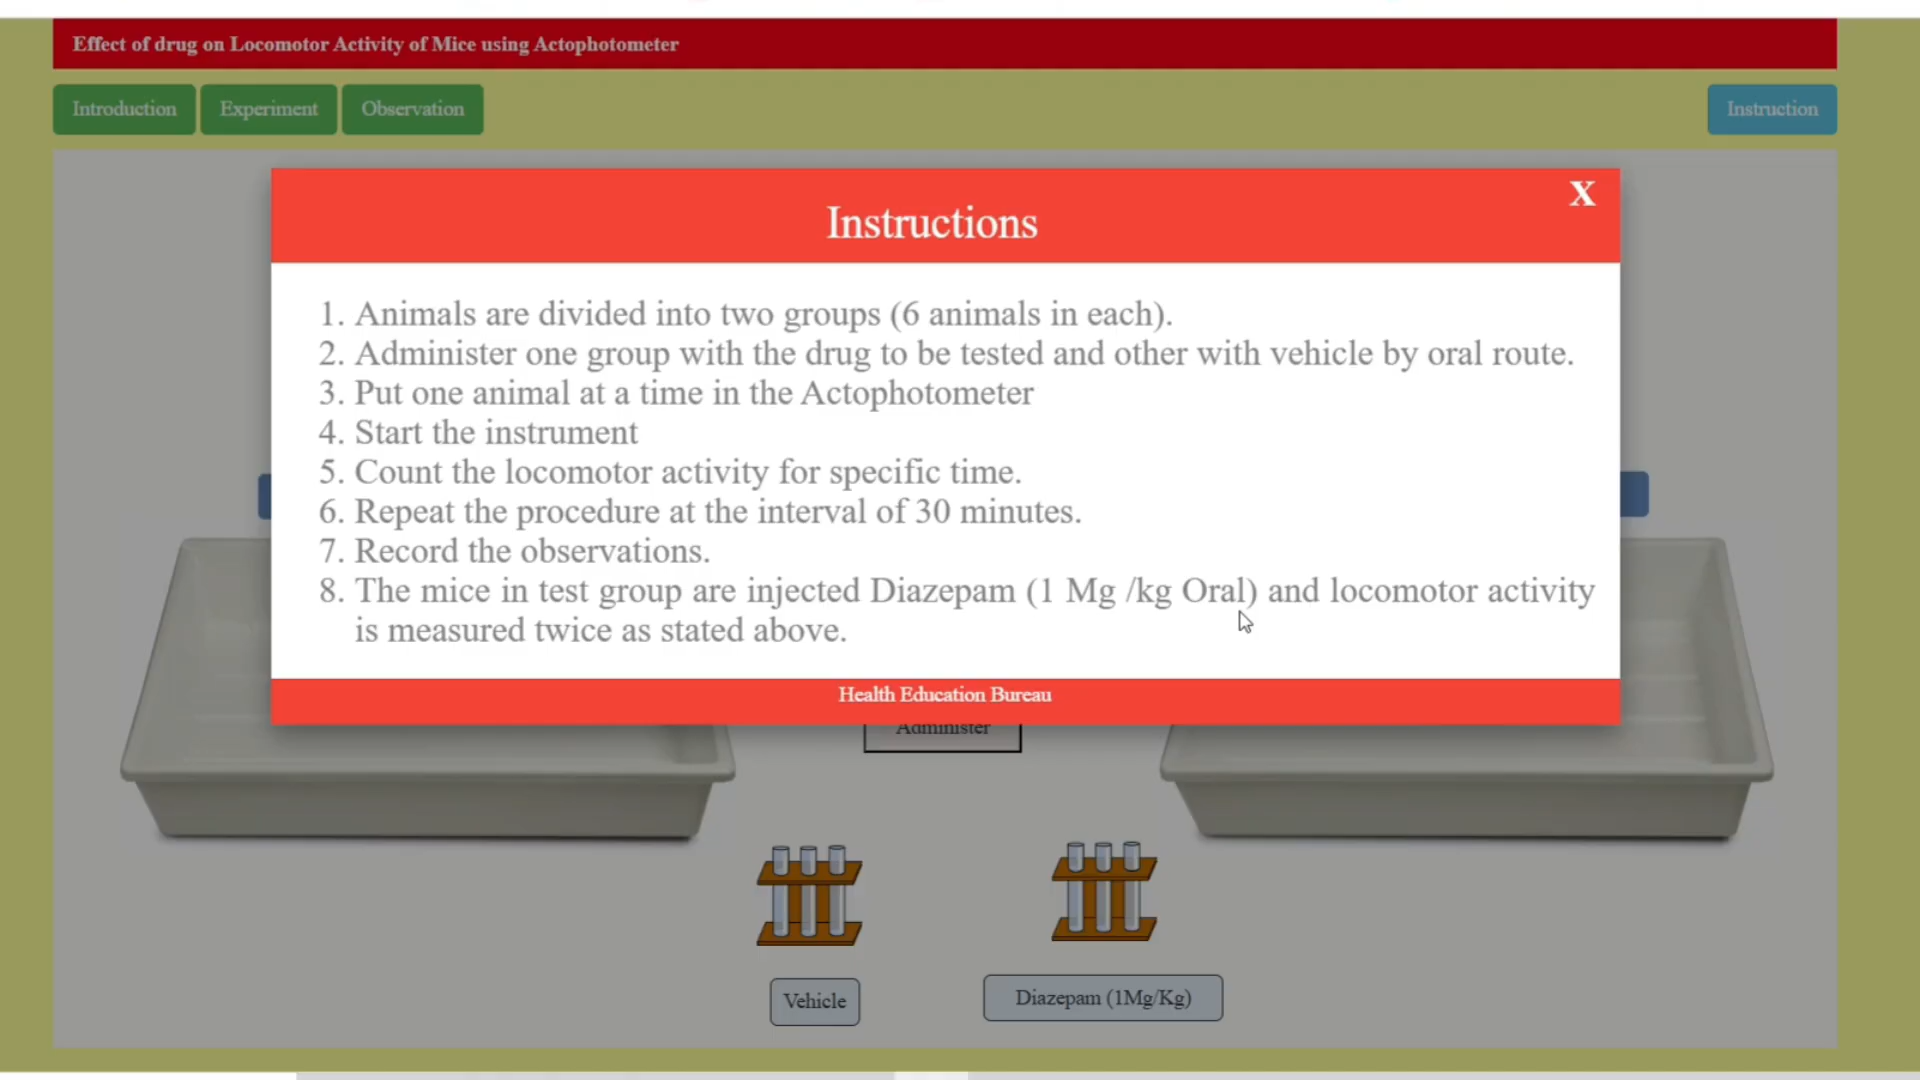 Effect of drug on Locomotor Activity of Mice using Actophotometer
Introduction
Experiment
Observation
Instruction
X
Instructions
1. Animals are divided into two groups (6 animals in each).
2. Administer one group with the drug to be tested and other with vehicle by oral route.
3. Put one animal at a time in the Actophotometer
4. Start the instrument
5. Count the locomotor activity for specific time.
6. Repeat the procedure at the interval of 30 minutes.
7. Record the observations.
8. The mice in test group are injected Diazepam (1 Mg /kg Oral) and locomotor activity
is measured twice as stated above.
Health Education Bureau
Administer
Vehicle
Diazepam (1Mg/Kg)